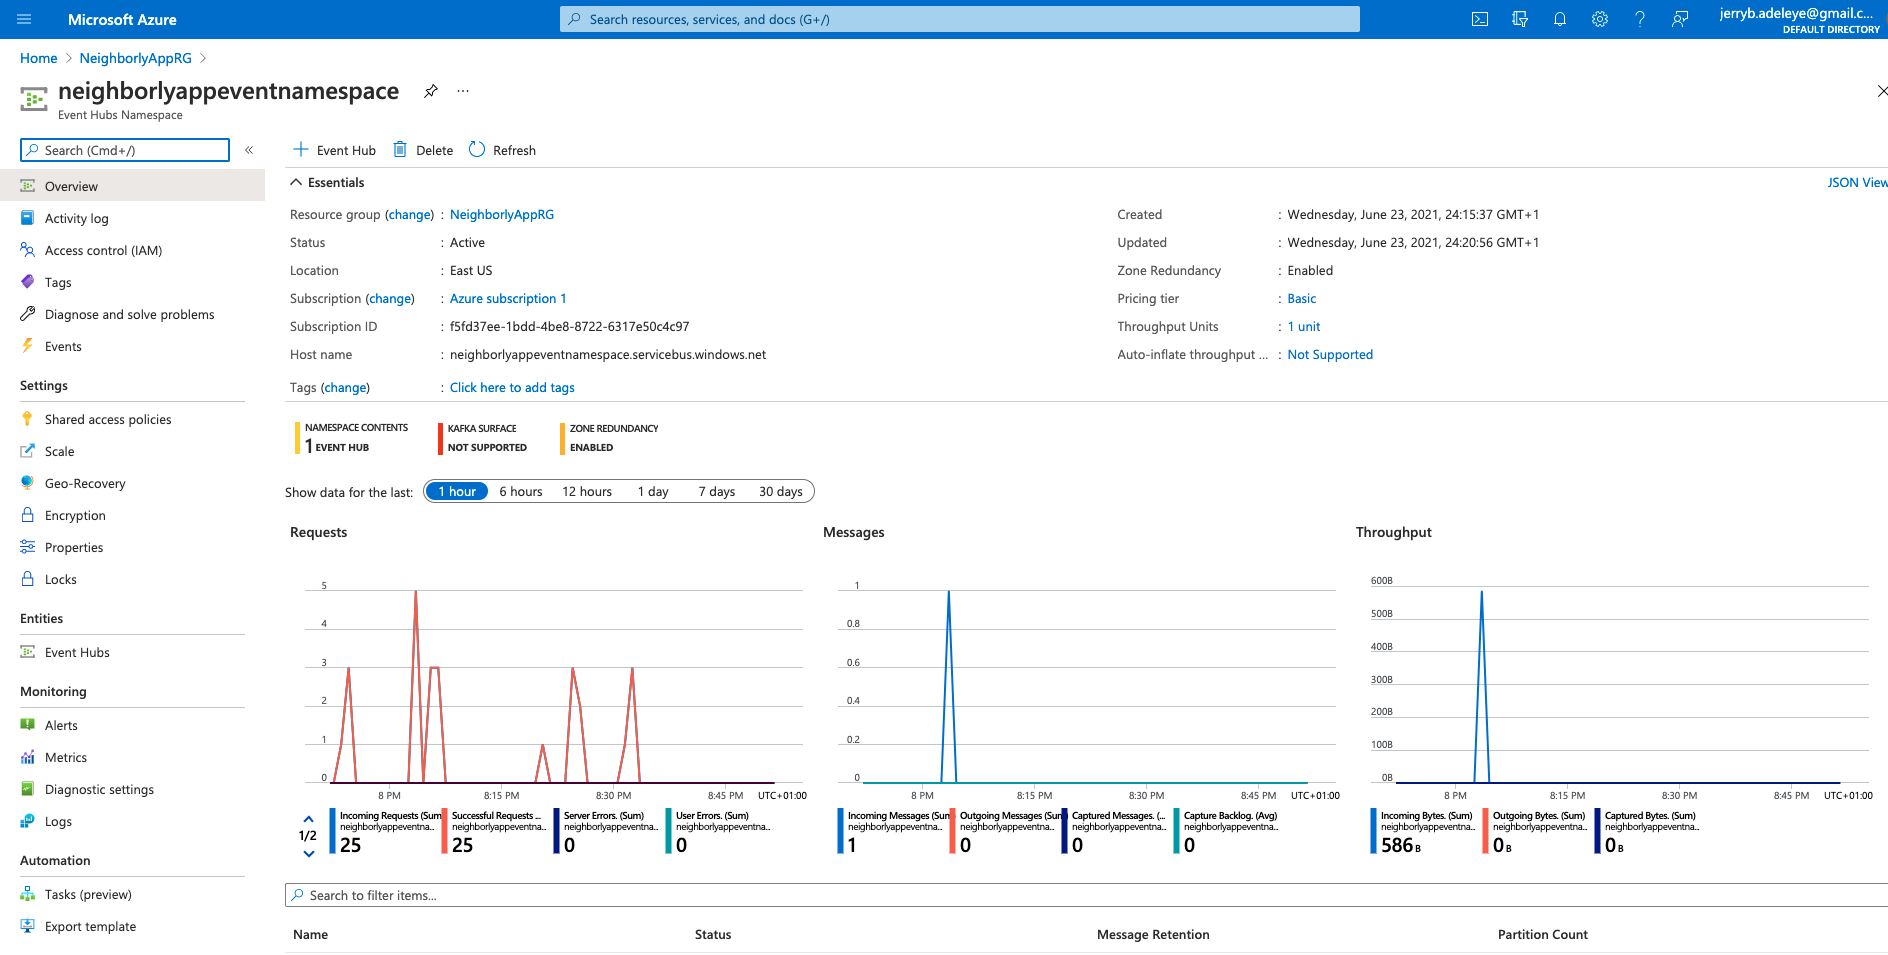 Microsoft Azure
Search resources, services, and docs (G+/)
jerryb.adeleye@gmail.c...
DEFAULT DIRECTORY
Home > NeighborlyAppRG >
neighborlyappeventnamespace ...
Event Hubs Namespace
Search (Cmd+/) «
Event Hub Delete Refresh
Overview
Activity log
Access control (IAM)
Tags
Diagnose and solve problems
Events
Settings
Shared access policies
Scale
Geo-Recovery
Encryption
Properties
Locks
Entities
Event Hubs
Monitoring
Alerts
Metrics
Diagnostic settings
Logs
Automation
Tasks (preview)
Export template
Essentials
JSON View
Resource group (change) : NeighborlyAppRG
Status : Active
Location : East US
Subscription (change) : Azure subscription 1
Subscription ID : f5fd37ee-1bdd-4be8-8722-6317e50c4c97
Host name : neighborlyappeventnamespace.servicebus.windows.net
Tags (change) : Click here to add tags
Created : Wednesday, June 23, 2021, 24:15:37 GMT+1
Updated : Wednesday, June 23, 2021, 24:20:56 GMT+1
Zone Redundancy : Enabled
Pricing tier : Basic
Throughput Units : 1 unit
Auto-inflate throughput ... : Not Supported
NAMESPACE CONTENTS
1 EVENT HUB
KAFKA SURFACE
NOT SUPPORTED
ZONE REDUNDANCY
ENABLED
Show data for the last: 1 hour 6 hours 12 hours 1 day 7 days 30 days
Requests
5
4
3
2
1
0
8 PM 8:15 PM 8:30 PM 8:45 PM UTC+01:00
1/2
Incoming Requests (Sum
neighborlyappeventna...
25
Successful Requests ...
neighborlyappeventna...
25
Server Errors. (Sum)
neighborlyappeventna...
0
User Errors. (Sum)
neighborlyappeventna...
0
Messages
1
0.8
0.6
0.4
0.2
0
8 PM 8:15 PM 8:30 PM 8:45 PM UTC+01:00
Incoming Messages (Sum
neighborlyappeventna...
1
Outgoing Messages (Sum)
neighborlyappeventna...
0
Captured Messages. (...
neighborlyappeventna...
0
Capture Backlog. (Avg)
neighborlyappeventna...
0
Throughput
600B
500B
400B
300B
200B
100B
0B
8 PM 8:15 PM 8:30 PM 8:45 PM UTC+01:00
Incoming Bytes. (Sum)
neighborlyappeventna...
586 B
Outgoing Bytes. (Sum)
neighborlyappeventna...
0 B
Captured Bytes. (Sum)
neighborlyappeventna...
0 B
Search to filter items...
Name Status Message Retention Partition Count